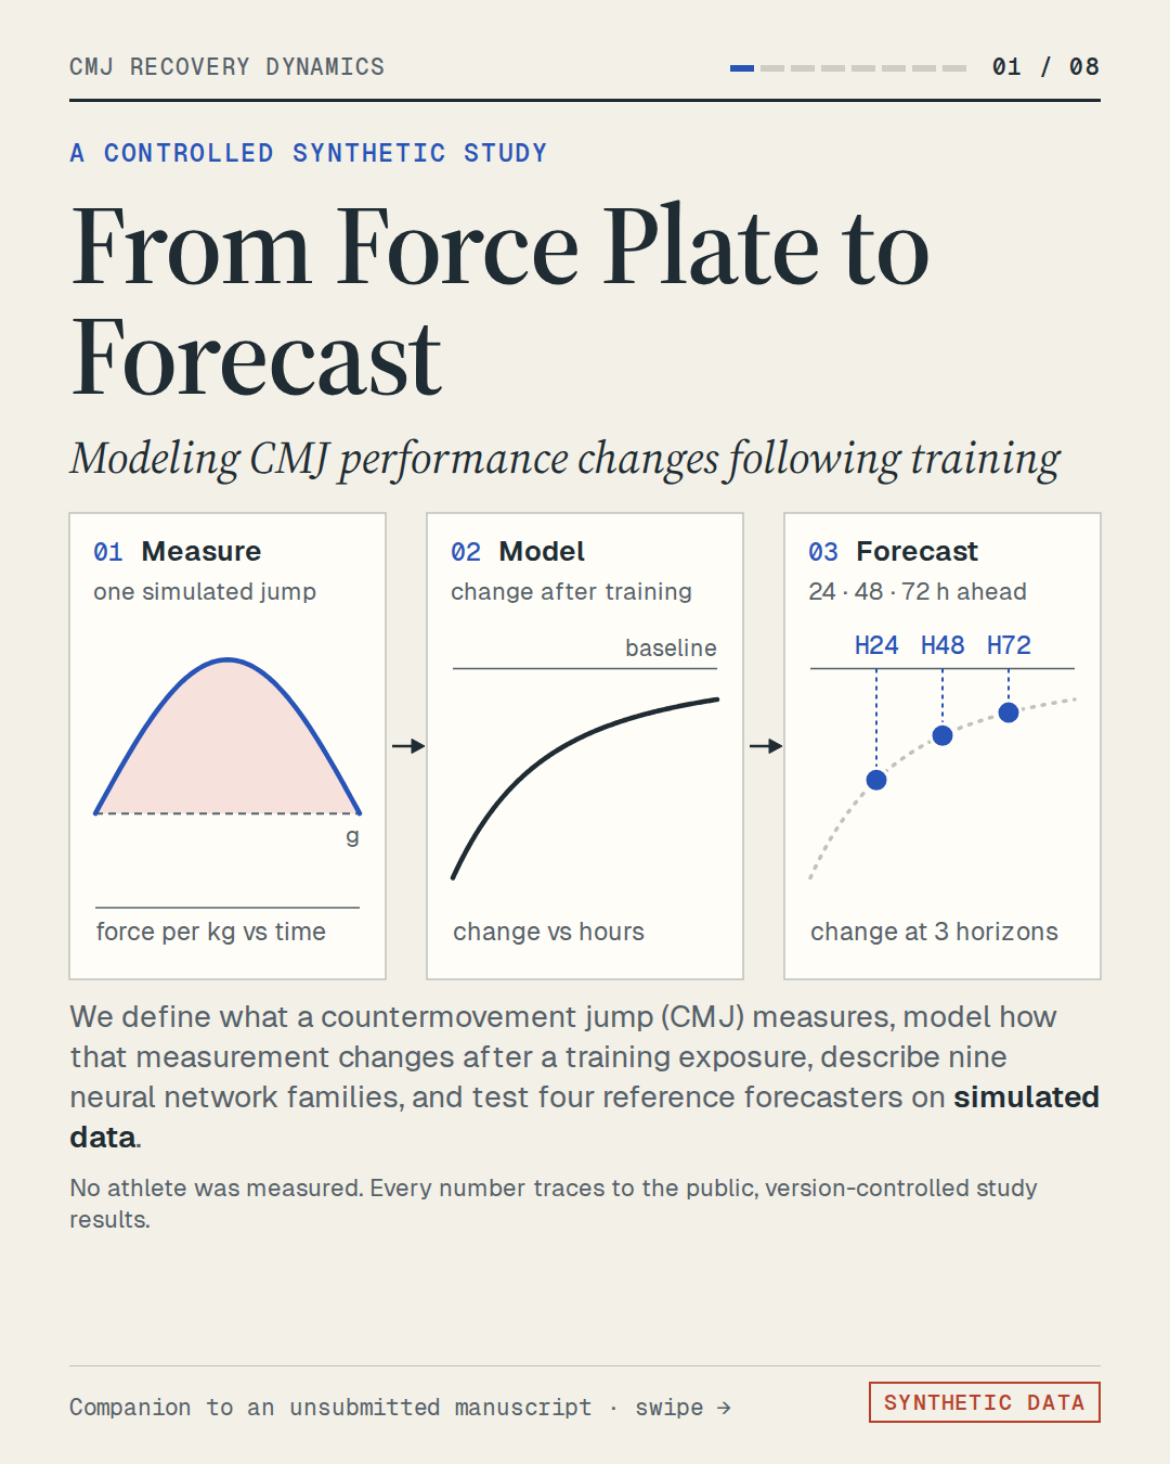 CMJ RECOVERY DYNAMICS
01 / 08
A CONTROLLED SYNTHETIC STUDY
From Force Plate to
Forecast
Modeling CMJ performance changes following training
01 Measure
one simulated jump
g
force per kg vs time
02 Model
change after training
baseline
change vs hours
03 Forecast
24 · 48 · 72 h ahead
H24 H48 H72
change at 3 horizons
We define what a countermovement jump (CMJ) measures, model how
that measurement changes after a training exposure, describe nine
neural network families, and test four reference forecasters on simulated
data.
No athlete was measured. Every number traces to the public, version-controlled study
results.
Companion to an unsubmitted manuscript · swipe →
SYNTHETIC DATA